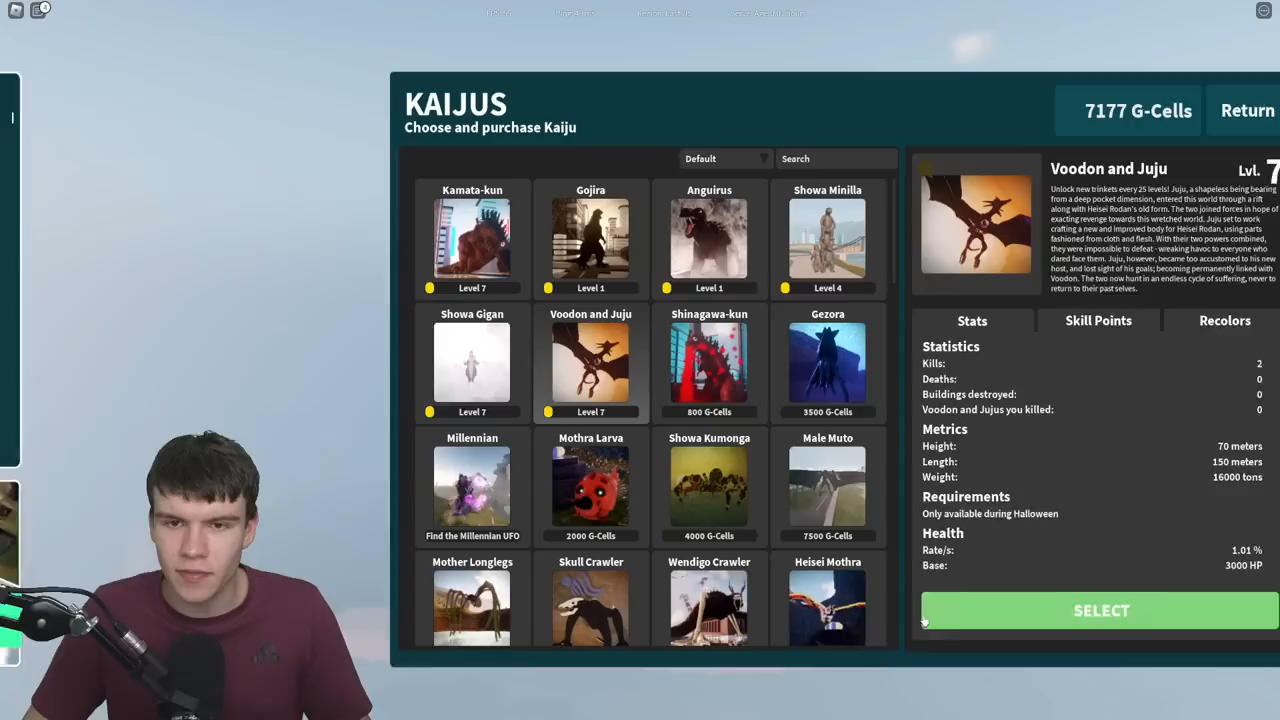 4
KAIJUS
Choose and purchase Kaiju
7177 G-Cells
Return
Default
Search
Kamata-kun
Gojira
Anguirus
Showa Minilla
Level 7
Level 1
Level 1
Level 4
Showa Gigan
Voodon and Juju
Shinagawa-kun
Gezora
Level 7
Level 7
800 G-Cells
3500 G-Cells
Millennian
Mothra Larva
Showa Kumonga
Male Muto
Find the Millennian UFO
2000 G-Cells
4000 G-Cells
7500 G-Cells
Mother Longlegs
Skull Crawler
Wendigo Crawler
Heisei Mothra
Voodon and Juju
Lvl. 7
Unlock new trinkets every 25 levels! Juju, a shapeless being bearing
from a deep pocket dimension, entered this world through a rift
along with Heisei Rodan's old form. The two joined forces in hope of
exacting revenge towards this wretched world. Juju set to work
crafting a new and improved body for Heisei Rodan, using parts
fashioned from cloth and flesh. With their two powers combined,
they were impossible to defeat - wreaking havoc to everyone who
dared face them. Juju, however, became too accustomed to his new
host, and lost sight of his goals; becoming permanently linked with
Voodon. The two now hunt in an endless cycle of suffering, never to
return to their past selves.
Stats
Skill Points
Recolors
Statistics
Kills: 2
Deaths: 0
Buildings destroyed: 0
Voodon and Jujus you killed: 0
Metrics
Height: 70 meters
Length: 150 meters
Weight: 16000 tons
Requirements
Only available during Halloween
Health
Rate/s: 1.01 %
Base: 3000 HP
SELECT